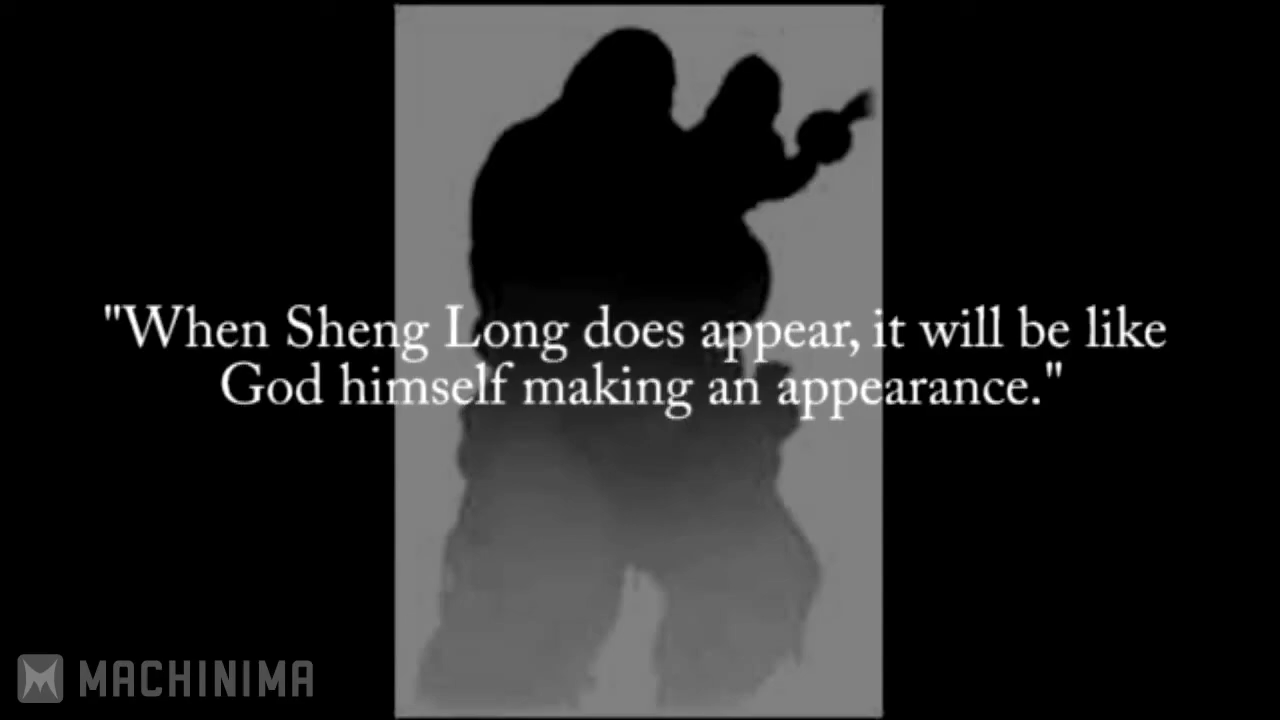 "When Sheng Long does appear, it will be like
God himself making an appearance."
MACHINIMA